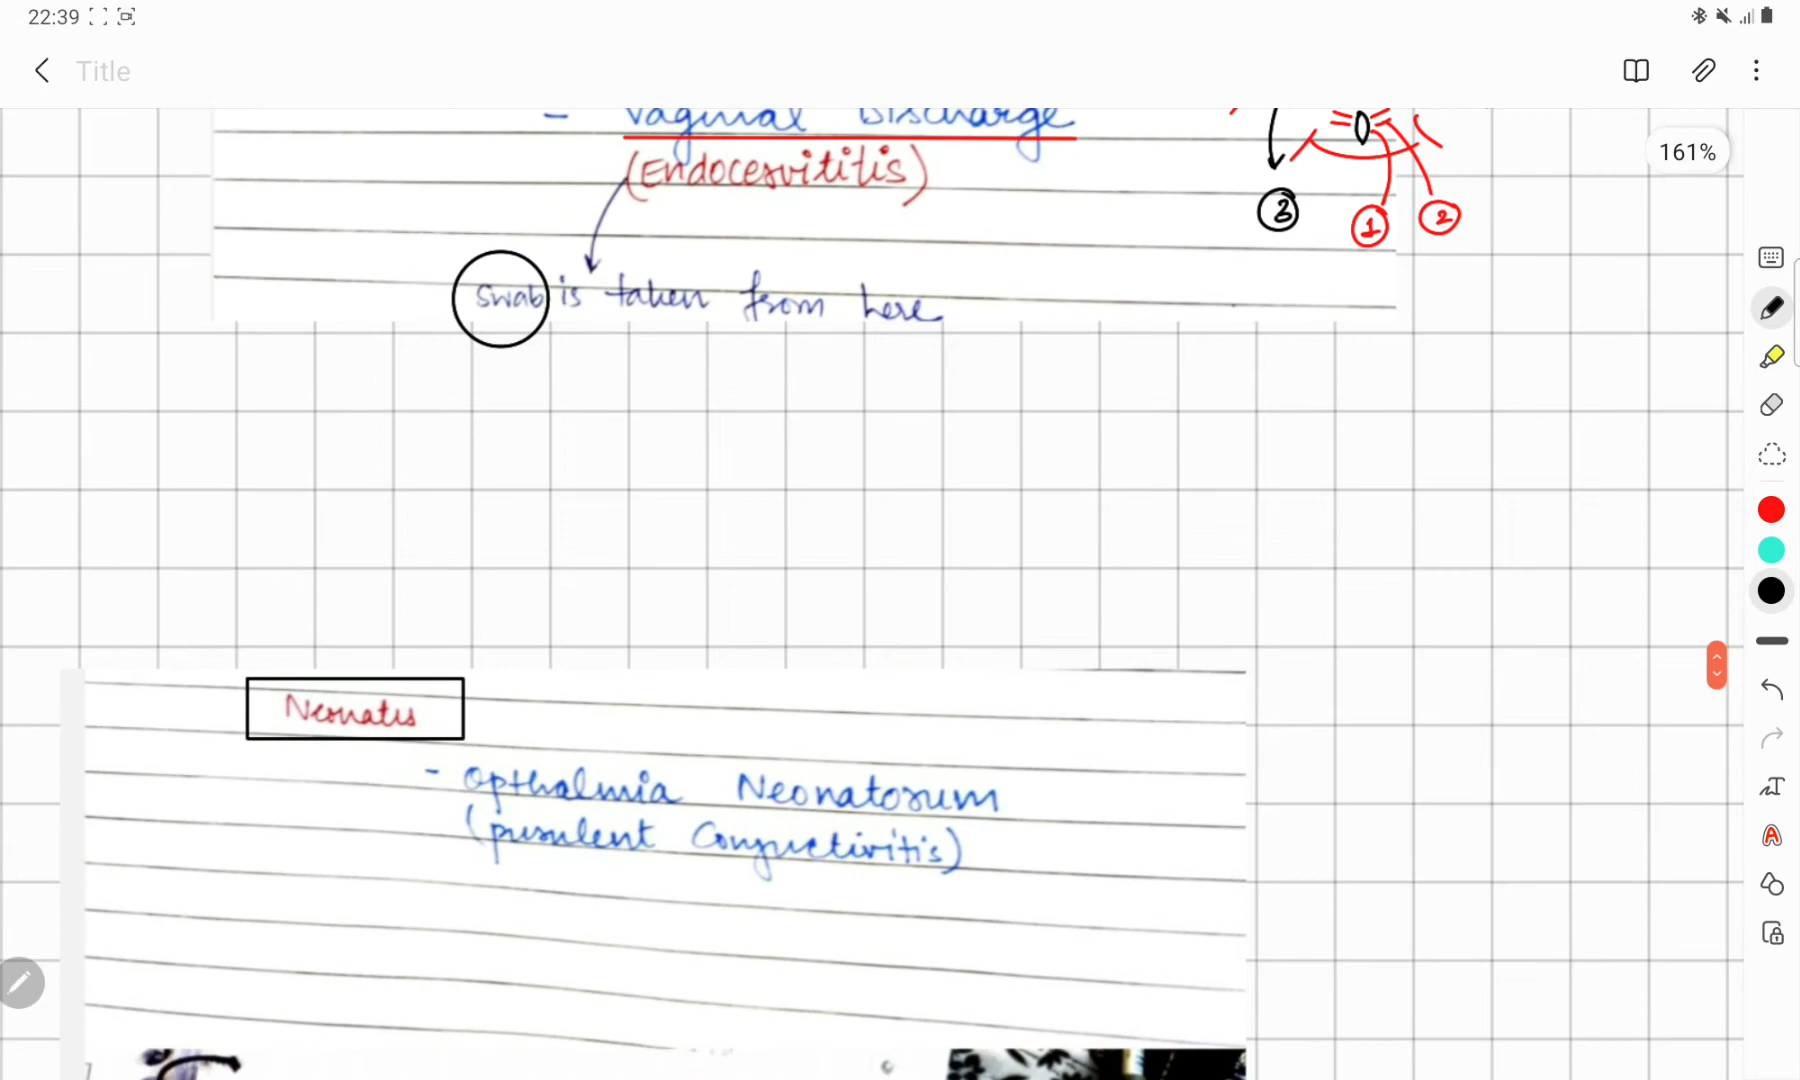 22:39
Title
161%
- Vaginal Discharge
(Endocervititis)
3 1 2
Swab is taken from here
Neonates
- Opthalmia Neonatorum
(purulent Conjuctivitis)